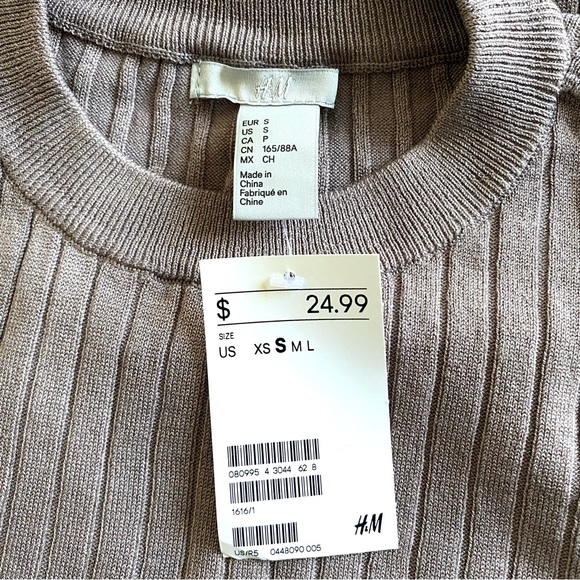 H&M
EUR S
US S
CA P
CN 165/88A
MX CH
Made in
China
Fabriqué en
Chine
$ 24.99
SIZE
US XS S M L
080995 4 3044 62 8
1616/1
H&M
US/R5 0448090 005